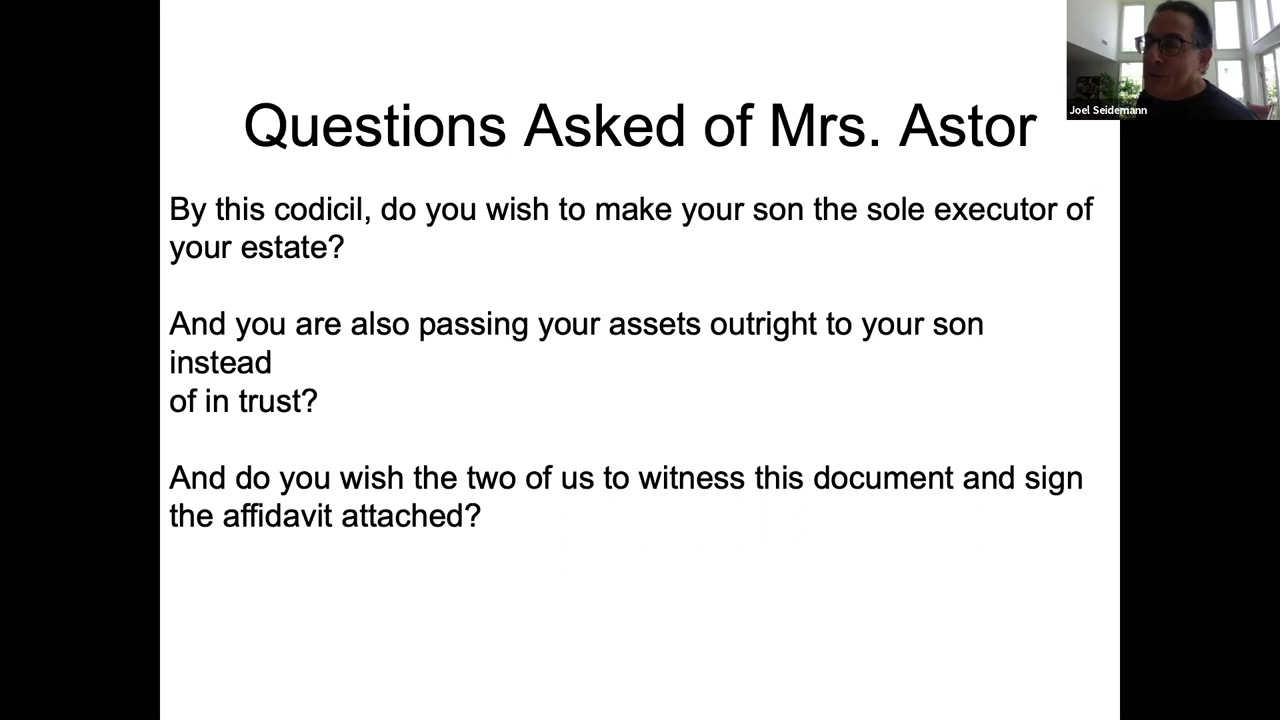 Joel Seidemann
Questions Asked of Mrs. Astor
By this codicil, do you wish to make your son the sole executor of
your estate?
And you are also passing your assets outright to your son
instead
of in trust?
And do you wish the two of us to witness this document and sign
the affidavit attached?